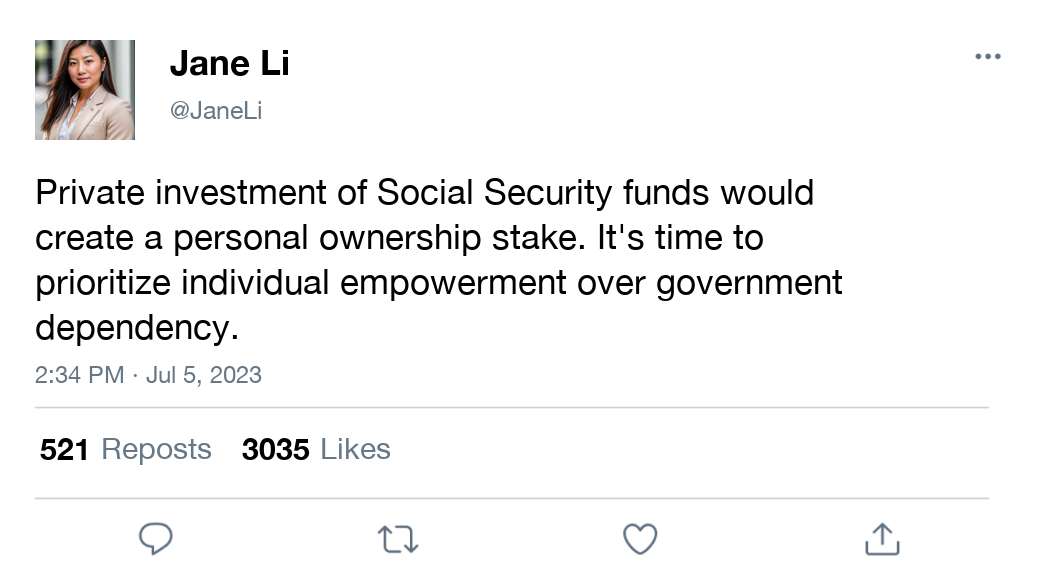 Jane Li
@JaneLi
Private investment of Social Security funds would
create a personal ownership stake. It's time to
prioritize individual empowerment over government
dependency.
2:34 PM · Jul 5, 2023
521 Reposts 3035 Likes